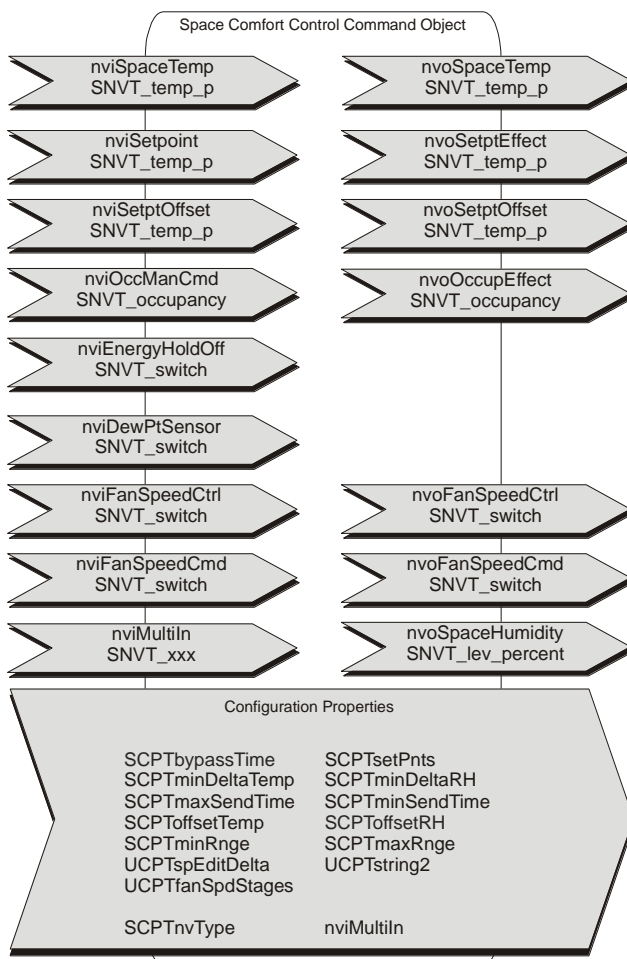 Space Comfort Control Command Object
nviSpaceTemp
SNVT_temp_p
nvoSpaceTemp
SNVT_temp_p
nviSetpoint
SNVT_temp_p
nvoSetptEffect
SNVT_temp_p
nviSetptOffset
SNVT_temp_p
nvoSetptOffset
SNVT_temp_p
nviOccManCmd
SNVT_occupancy
nvoOccupEffect
SNVT_occupancy
nviEnergyHoldOff
SNVT_switch
nviDewPtSensor
SNVT_switch
nviFanSpeedCtrl
SNVT_switch
nvoFanSpeedCtrl
SNVT_switch
nviFanSpeedCmd
SNVT_switch
nvoFanSpeedCmd
SNVT_switch
nviMultiIn
SNVT_xxx
nvoSpaceHumidity
SNVT_lev_percent
Configuration Properties
SCPTbypassTime SCPTsetPnts
SCPTminDeltaTemp SCPTminDeltaRH
SCPTmaxSendTime SCPTminSendTime
SCPToffsetTemp SCPToffsetRH
SCPTminRnge SCPTmaxRnge
UCPTspEditDelta UCPTstring2
UCPTfanSpdStages
SCPTnvType nviMultiIn